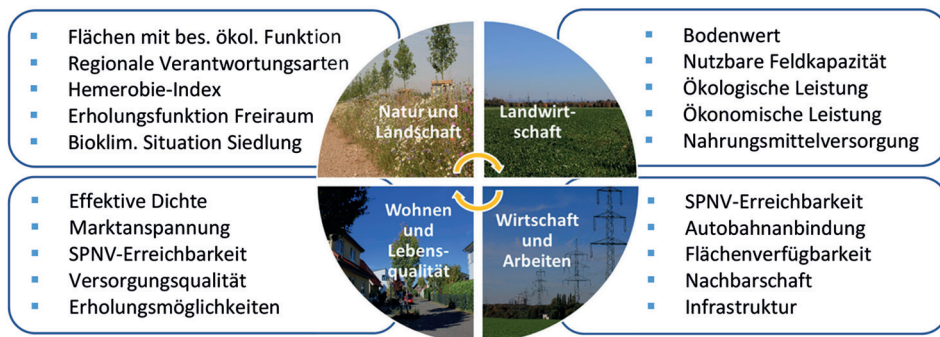 Flächen mit bes. ökol. Funktion
Regionale Verantwortungsarten
Hemerobie-Index
Erholungsfunktion Freiraum
Bioklim. Situation Siedlung
Natur und
Landschaft
Landwirt-
schaft
Bodenwert
Nutzbare Feldkapazität
Ökologische Leistung
Ökonomische Leistung
Nahrungsmittelversorgung
Effektive Dichte
Marktanspannung
SPNV-Erreichbarkeit
Versorgungsqualität
Erholungsmöglichkeiten
Wohnen
und
Lebens-
qualität
Wirtschaft
und
Arbeiten
SPNV-Erreichbarkeit
Autobahnanbindung
Flächenverfügbarkeit
Nachbarschaft
Infrastruktur